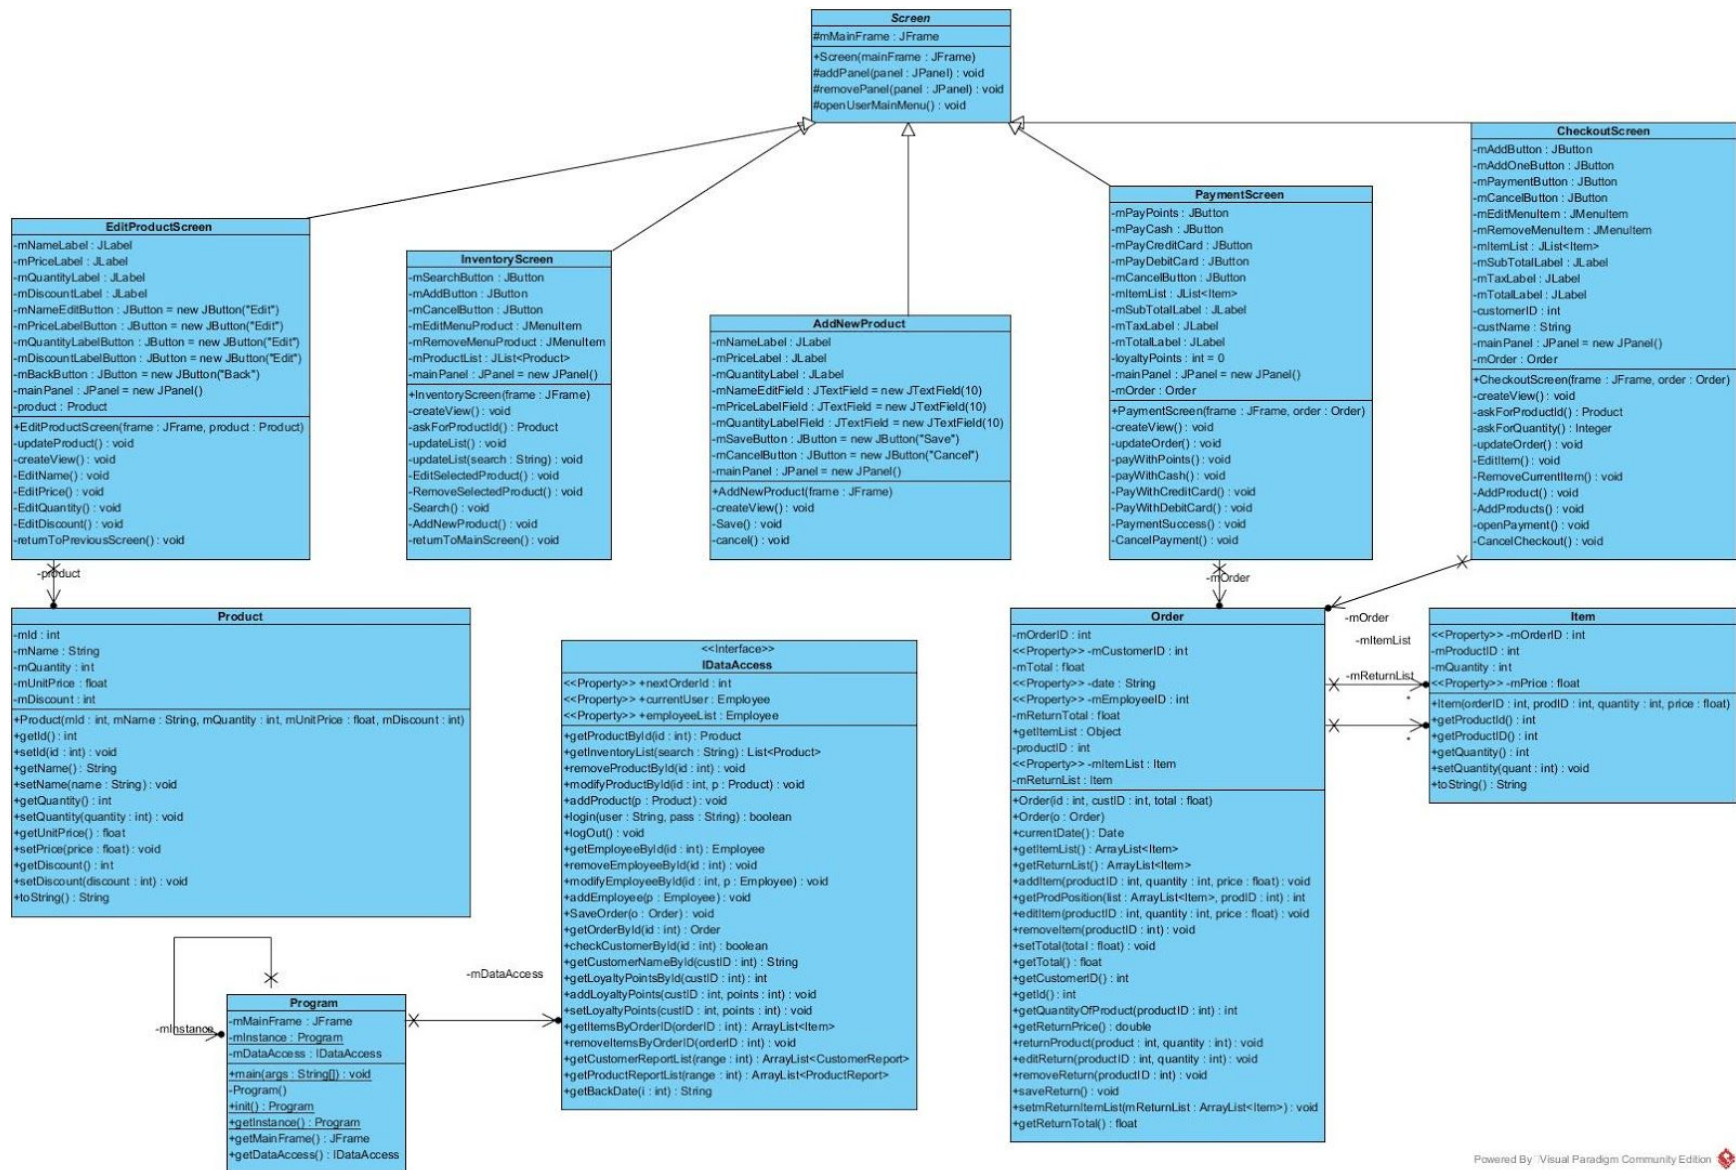 Screen
#mMainFrame : JFrame
+Screen(mainFrame : JFrame)
#addPanel(panel : JPanel) : void
#removePanel(panel : JPanel) : void
#openUserMainMenu() : void
EditProductScreen
-mNameLabel : JLabel
-mPriceLabel : JLabel
-mQuantityLabel : JLabel
-mDiscountLabel : JLabel
-mNameEditButton : JButton = new JButton("Edit")
-mPriceLabelButton : JButton = new JButton("Edit")
-mQuantityLabelButton : JButton = new JButton("Edit")
-mDiscountLabelButton : JButton = new JButton("Edit")
-mBackButton : JButton = new JButton("Back")
-mainPanel : JPanel = new JPanel()
-product : Product
+EditProductScreen(frame : JFrame, product : Product)
-updateProduct() : void
-createView() : void
-EditName() : void
-EditPrice() : void
-EditQuantity() : void
-EditDiscount() : void
-returnToPreviousScreen() : void
InventoryScreen
-mSearchButton : JButton
-mAddButton : JButton
-mCancelButton : JButton
-mEditMenuProduct : JMenuItem
-mRemoveMenuProduct : JMenuItem
-mProductList : JList<Product>
-mainPanel : JPanel = new JPanel()
+InventoryScreen(frame : JFrame)
-createView() : void
-askForProductId() : Product
-updateList() : void
-updateList(search : String) : void
-EditSelectedProduct() : void
-RemoveSelectedProduct() : void
-Search() : void
-AddNewProduct() : void
-returnToMainScreen() : void
AddNewProduct
-mNameLabel : JLabel
-mPriceLabel : JLabel
-mQuantityLabel : JLabel
-mNameEditField : JTextField = new JTextField(10)
-mPriceLabelField : JTextField = new JTextField(10)
-mQuantityLabelField : JTextField = new JTextField(10)
-mSaveButton : JButton = new JButton("Save")
-mCancelButton : JButton = new JButton("Cancel")
-mainPanel : JPanel = new JPanel()
+AddNewProduct(frame : JFrame)
-createView() : void
-Save() : void
-cancel() : void
PaymentScreen
-mPayPoints : JButton
-mPayCash : JButton
-mPayCreditCard : JButton
-mPayDebitCard : JButton
-mCancelButton : JButton
-mItemList : JList<Item>
-mSubTotalLabel : JLabel
-mTaxLabel : JLabel
-mTotalLabel : JLabel
-loyaltyPoints : int = 0
-mainPanel : JPanel = new JPanel()
-mOrder : Order
+PaymentScreen(frame : JFrame, order : Order)
-createView() : void
-updateOrder() : void
-payWithPoints() : void
-payWithCash() : void
-PayWithCreditCard() : void
-PayWithDebitCard() : void
-PaymentSuccess() : void
-CancelPayment() : void
CheckoutScreen
-mAddButton : JButton
-mAddOneButton : JButton
-mPaymentButton : JButton
-mCancelButton : JButton
-mEditMenuItem : JMenuItem
-mRemoveMenuItem : JMenuItem
-mItemList : JList<Item>
-mSubTotalLabel : JLabel
-mTaxLabel : JLabel
-mTotalLabel : JLabel
-customerID : int
-custName : String
-mainPanel : JPanel = new JPanel()
-mOrder : Order
+CheckoutScreen(frame : JFrame, order : Order)
-createView() : void
-askForProductId() : Product
-askForQuantity() : Integer
-updateOrder() : void
-EditItem() : void
-RemoveCurrentItem() : void
-AddProduct() : void
-AddProducts() : void
-openPayment() : void
-CancelCheckout() : void
-product
-mOrder
-mOrder
-mItemList
-mReturnList
*
*
Product
-mId : int
-mName : String
-mQuantity : int
-mUnitPrice : float
-mDiscount : int
+Product(mId : int, mName : String, mQuantity : int, mUnitPrice : float, mDiscount : int)
+getId() : int
+setId(id : int) : void
+getName() : String
+setName(name : String) : void
+getQuantity() : int
+setQuantity(quantity : int) : void
+getUnitPrice() : float
+setPrice(price : float) : void
+getDiscount() : int
+setDiscount(discount : int) : void
+toString() : String
<<Interface>>
IDataAccess
<<Property>> +nextOrderId : int
<<Property>> +currentUser : Employee
<<Property>> +employeeList : Employee
+getProductById(id : int) : Product
+getInventoryList(search : String) : List<Product>
+removeProductById(id : int) : void
+modifyProductById(id : int, p : Product) : void
+addProduct(p : Product) : void
+login(user : String, pass : String) : boolean
+logOut() : void
+getEmployeeById(id : int) : Employee
+removeEmployeeById(id : int) : void
+modifyEmployeeById(id : int, p : Employee) : void
+addEmployee(p : Employee) : void
+SaveOrder(o : Order) : void
+getOrderById(id : int) : Order
+checkCustomerById(id : int) : boolean
+getCustomerNameById(custID : int) : String
+getLoyaltyPointsById(custID : int) : int
+addLoyaltyPoints(custID : int, points : int) : void
+setLoyaltyPoints(custID : int, points : int) : void
+getItemsByOrderID(orderID : int) : ArrayList<Item>
+removeItemsByOrderID(orderID : int) : void
+getCustomerReportList(range : int) : ArrayList<CustomerReport>
+getProductReportList(range : int) : ArrayList<ProductReport>
+getBackDate(i : int) : String
Order
-mOrderID : int
<<Property>> -mCustomerID : int
-mTotal : float
<<Property>> -date : String
<<Property>> -mEmployeeID : int
-mReturnTotal : float
+getItemList : Object
-productID : int
<<Property>> -mItemList : Item
-mReturnList : Item
+Order(id : int, custID : int, total : float)
+Order(o : Order)
+currentDate() : Date
+getItemList() : ArrayList<Item>
+getReturnList() : ArrayList<Item>
+addItem(productID : int, quantity : int, price : float) : void
+getProdPosition(list : ArrayList<Item>, prodID : int) : int
+editItem(productID : int, quantity : int, price : float) : void
+removeItem(productID : int) : void
+setTotal(total : float) : void
+getTotal() : float
+getCustomerID() : int
+getId() : int
+getQuantityOfProduct(productID : int) : int
+getReturnPrice() : double
+returnProduct(product : int, quantity : int) : void
+editReturn(productID : int, quantity : int) : void
+removeReturn(productID : int) : void
+saveReturn() : void
+setmReturnItemList(mReturnList : ArrayList<Item>) : void
+getReturnTotal() : float
Item
<<Property>> -mOrderID : int
-mProductID : int
-mQuantity : int
<<Property>> -mPrice : float
+Item(orderID : int, prodID : int, quantity : int, price : float)
+getProductId() : int
+getProductID() : int
+getQuantity() : int
+setQuantity(quant : int) : void
+toString() : String
-mInstance
-mDataAccess
Program
-mMainFrame : JFrame
-mInstance : Program
-mDataAccess : IDataAccess
+main(args : String[]) : void
-Program()
+init() : Program
+getInstance() : Program
+getMainFrame() : JFrame
+getDataAccess() : IDataAccess
Powered By Visual Paradigm Community Edition